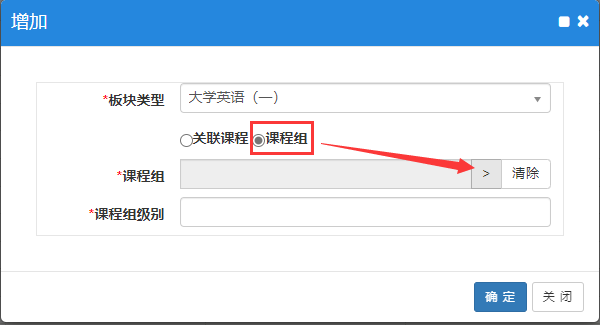 增加
*板块类型 大学英语（一）
关联课程 课程组
*课程组 > 清除
*课程组级别
确定 关闭